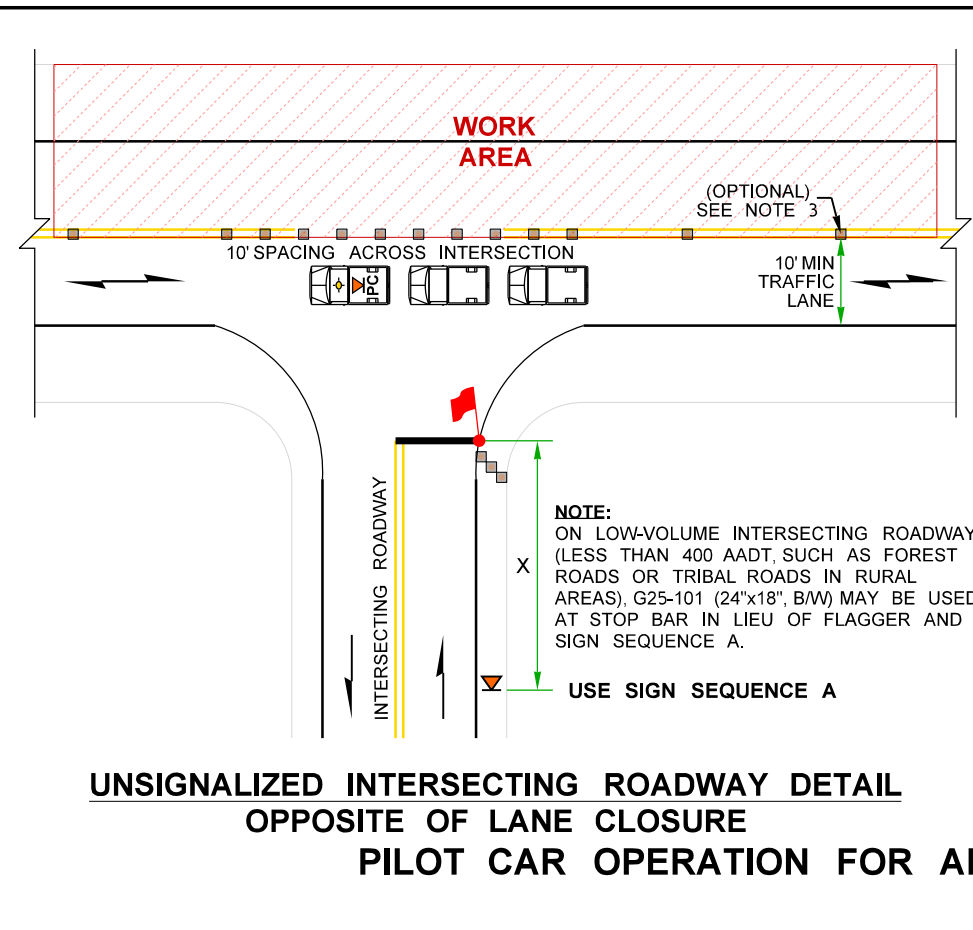 WORK
AREA
(OPTIONAL)
SEE NOTE 3
10' SPACING ACROSS INTERSECTION
10' MIN
TRAFFIC
LANE
PC
INTERSECTING ROADWAY
X
NOTE:
ON LOW-VOLUME INTERSECTING ROADWAY
(LESS THAN 400 AADT, SUCH AS FOREST
ROADS OR TRIBAL ROADS IN RURAL
AREAS), G25-101 (24"x18", B/W) MAY BE USED
AT STOP BAR IN LIEU OF FLAGGER AND
SIGN SEQUENCE A.
USE SIGN SEQUENCE A
UNSIGNALIZED INTERSECTING ROADWAY DETAIL
OPPOSITE OF LANE CLOSURE
PILOT CAR OPERATION FOR